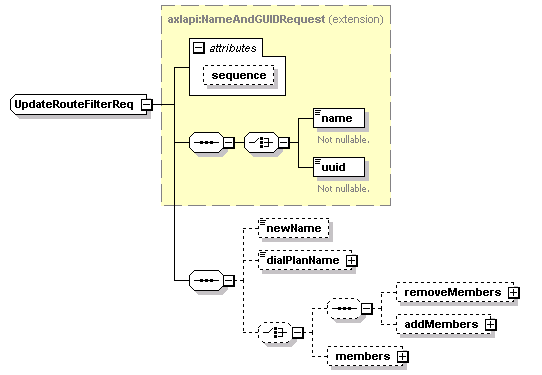 axlapi:NameAndGUIDRequest (extension)
attributes
sequence
UpdateRouteFilterReq
name
Not nullable.
uuid
Not nullable.
newName
dialPlanName
removeMembers
addMembers
members